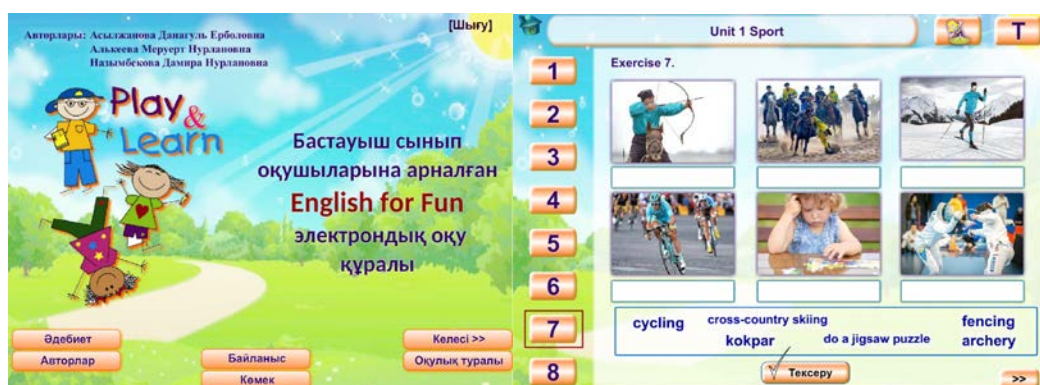 Авторлары: Асылжанова Данагуль Ерболовна
Алькеева Меруерт Нурлановна
Назымбекова Дамира Нурлановна
[Шығу]
Play & Learn
Бастауыш сынып
оқушыларына арналған
English for Fun
электрондық оқу
құралы
Әдебиет
Авторлар
Байланыс
Көмек
Келесі >>
Оқулық туралы
Unit 1 Sport
T
Exercise 7.
1
2
3
4
5
6
7
8
cycling
cross-country skiing
fencing
kokpar
do a jigsaw puzzle
archery
Тексеру
>>